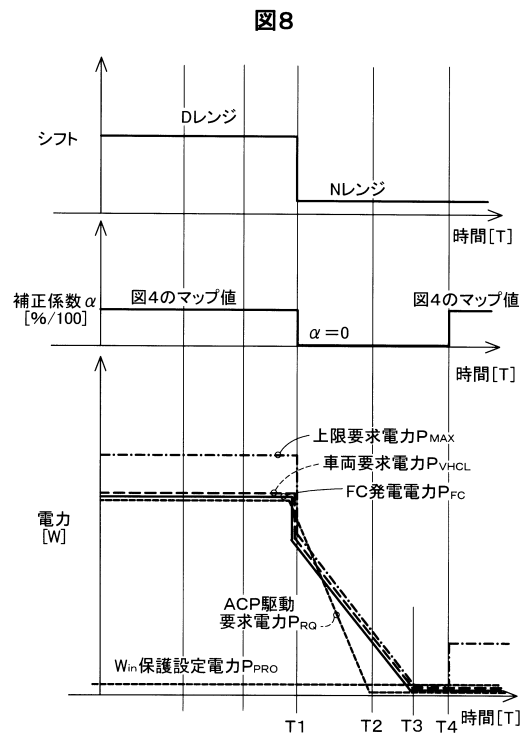 図8
Dレンジ
シフト
Nレンジ
時間[T]
補正係数α
[%/100]
図4のマップ値
図4のマップ値
α=0
時間[T]
上限要求電力PMAX
車両要求電力PVHCL
FC発電電力PFC
電力
[W]
ACP駆動
要求電力PRQ
Win保護設定電力PPRO
時間[T]
T1
T2
T3
T4